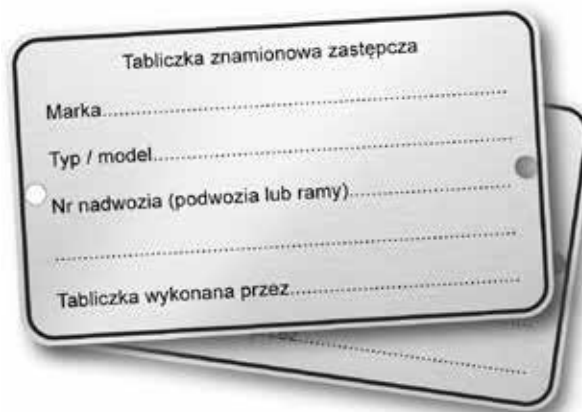 Tabliczka znamionowa zastępcza
Marka..........................................................
Typ / model..................................................
Nr nadwozia (podwozia lub ramy)......................
..................................................................
Tabliczka wykonana przez................................